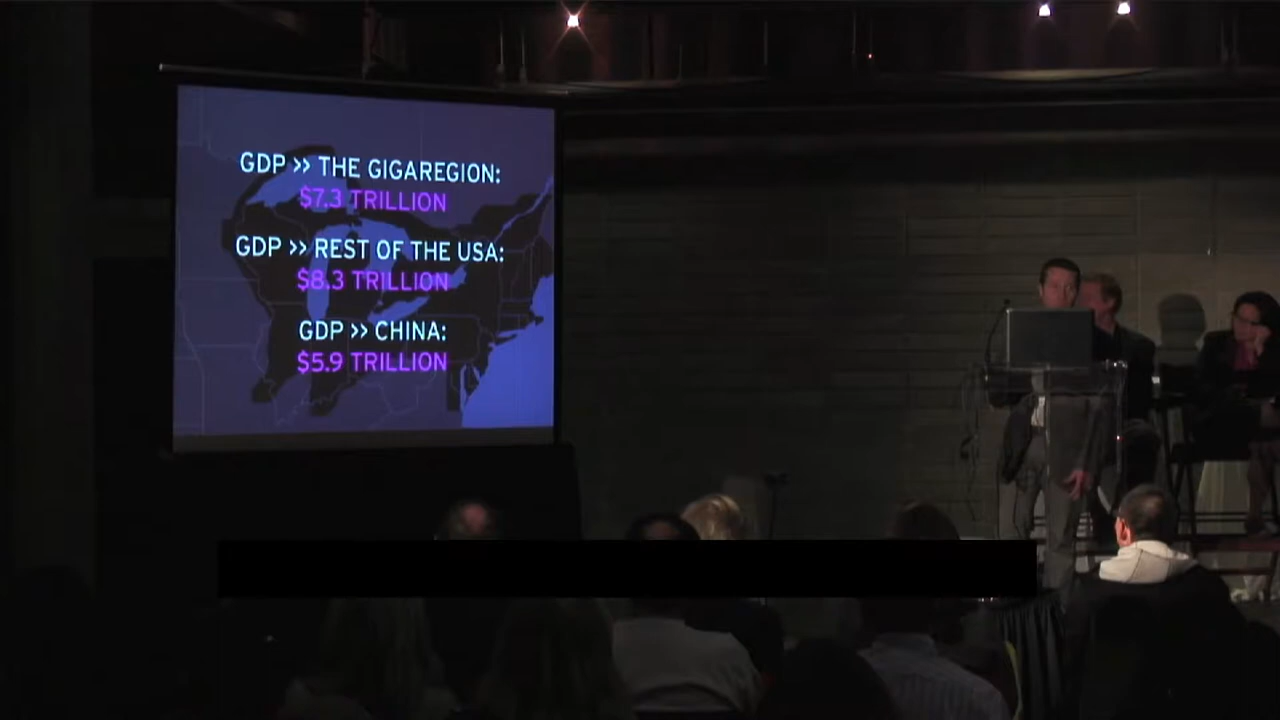 GDP >> THE GIGAREGION:
$7.3 TRILLION
GDP >> REST OF THE USA:
$8.3 TRILLION
GDP >> CHINA:
$5.9 TRILLION